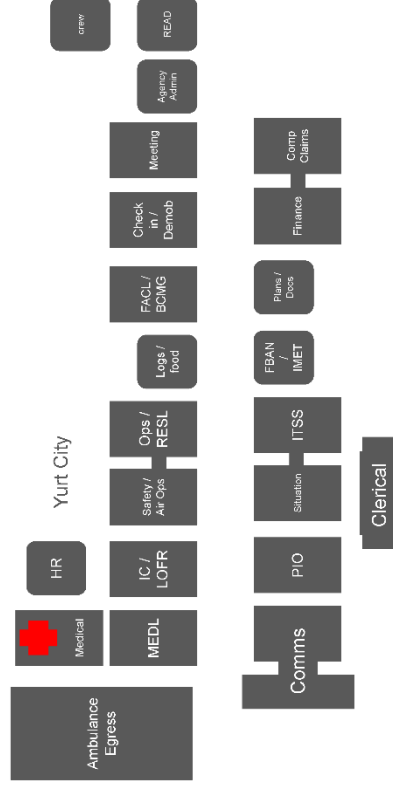 crew
READ
Agency
Admin
Meeting
Comp
Claims
Check
in /
Demob
Finance
FACL /
BCMG
Plans /
Docs
Logs /
food
FBAN
/
IMET
Yurt City
Ops /
RESL
ITSS
Safety /
Air Ops
Situation
Clerical
HR
IC /
LOFR
PIO
Medical
MEDL
Comms
Ambulance
Egress